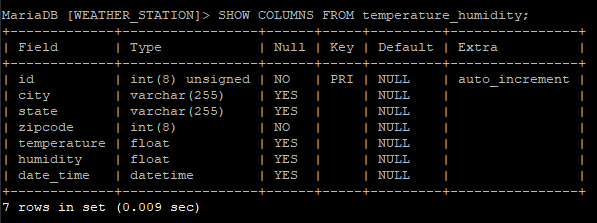 MariaDB [WEATHER_STATION]> SHOW COLUMNS FROM temperature_humidity;
+-------------+-----------------+------+-----+---------+----------------+
| Field       | Type            | Null | Key | Default | Extra          |
+-------------+-----------------+------+-----+---------+----------------+
| id          | int(8) unsigned | NO   | PRI | NULL    | auto_increment |
| city        | varchar(255)    | YES  |     | NULL    |                |
| state       | varchar(255)    | YES  |     | NULL    |                |
| zipcode     | int(8)          | NO   |     | NULL    |                |
| temperature | float           | YES  |     | NULL    |                |
| humidity    | float           | YES  |     | NULL    |                |
| date_time   | datetime        | YES  |     | NULL    |                |
+-------------+-----------------+------+-----+---------+----------------+
7 rows in set (0.009 sec)